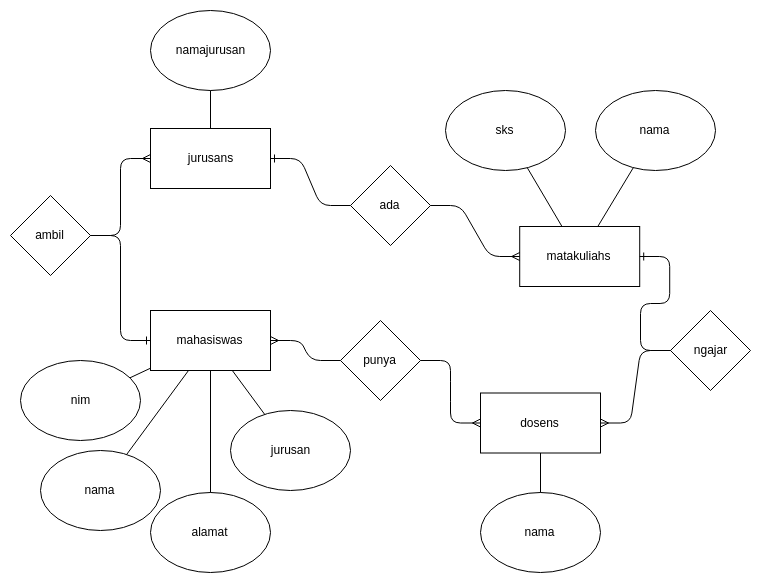 namajurusan
sks
nama
jurusans
ada
ambil
matakuliahs
mahasiswas
punya
ngajar
nim
dosens
jurusan
nama
alamat
nama